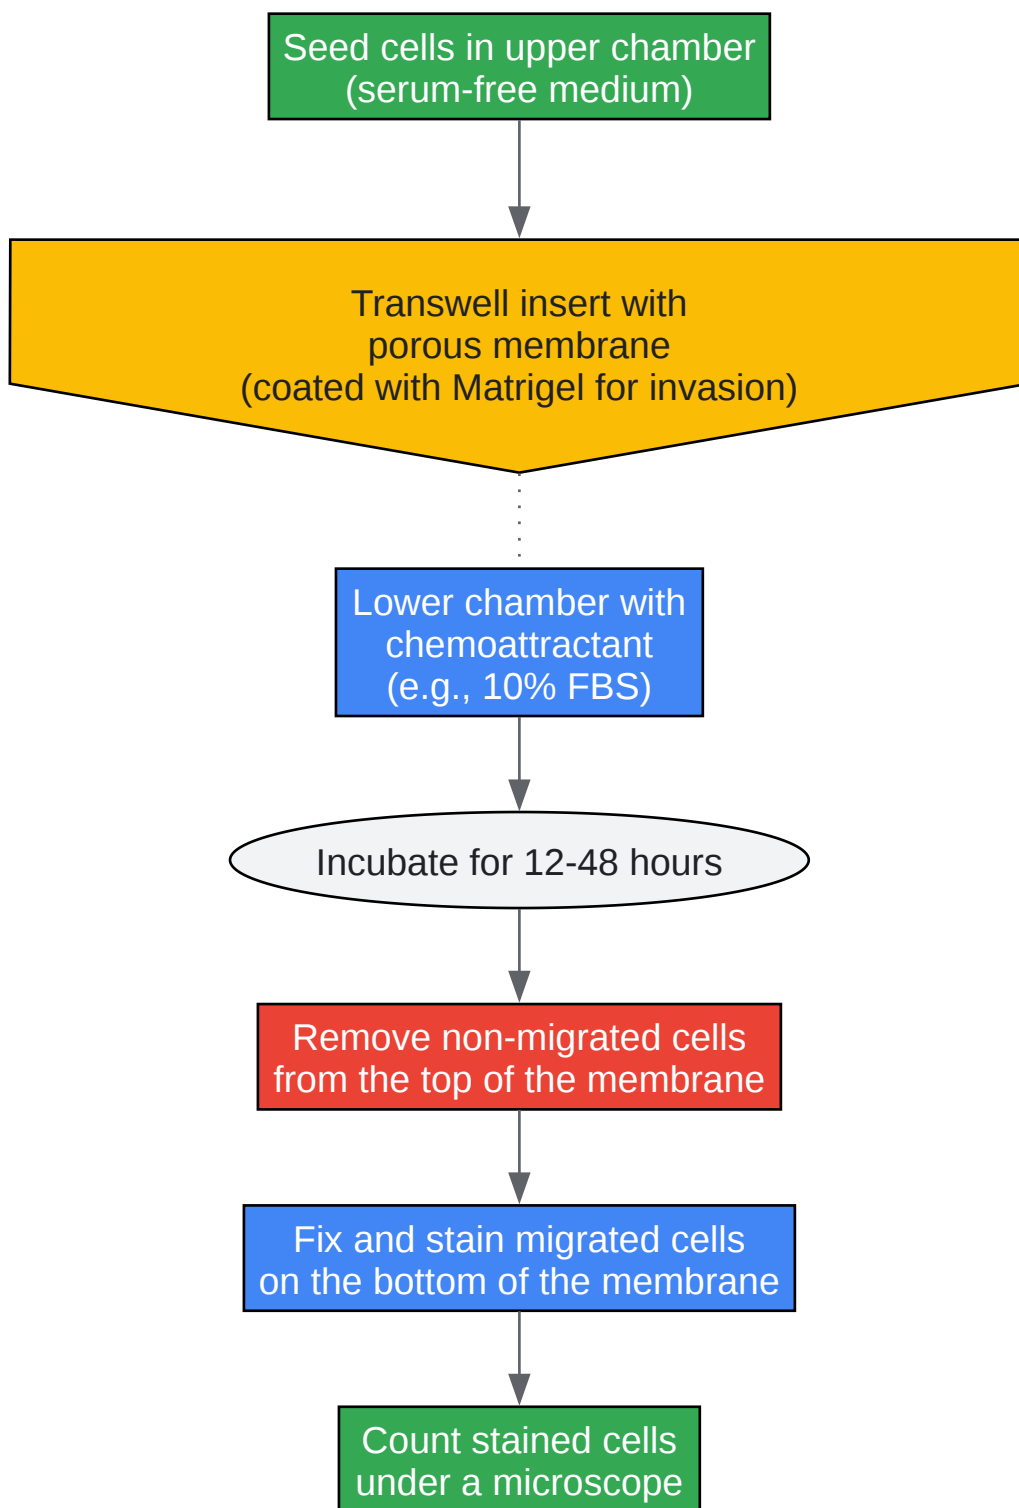 Seed cells in upper chamber
(serum-free medium)
Transwell insert with
porous membrane
(coated with Matrigel for invasion)
Lower chamber with
chemoattractant
(e.g., 10% FBS)
Incubate for 12-48 hours
Remove non-migrated cells
from the top of the membrane
Fix and stain migrated cells
on the bottom of the membrane
Count stained cells
under a microscope